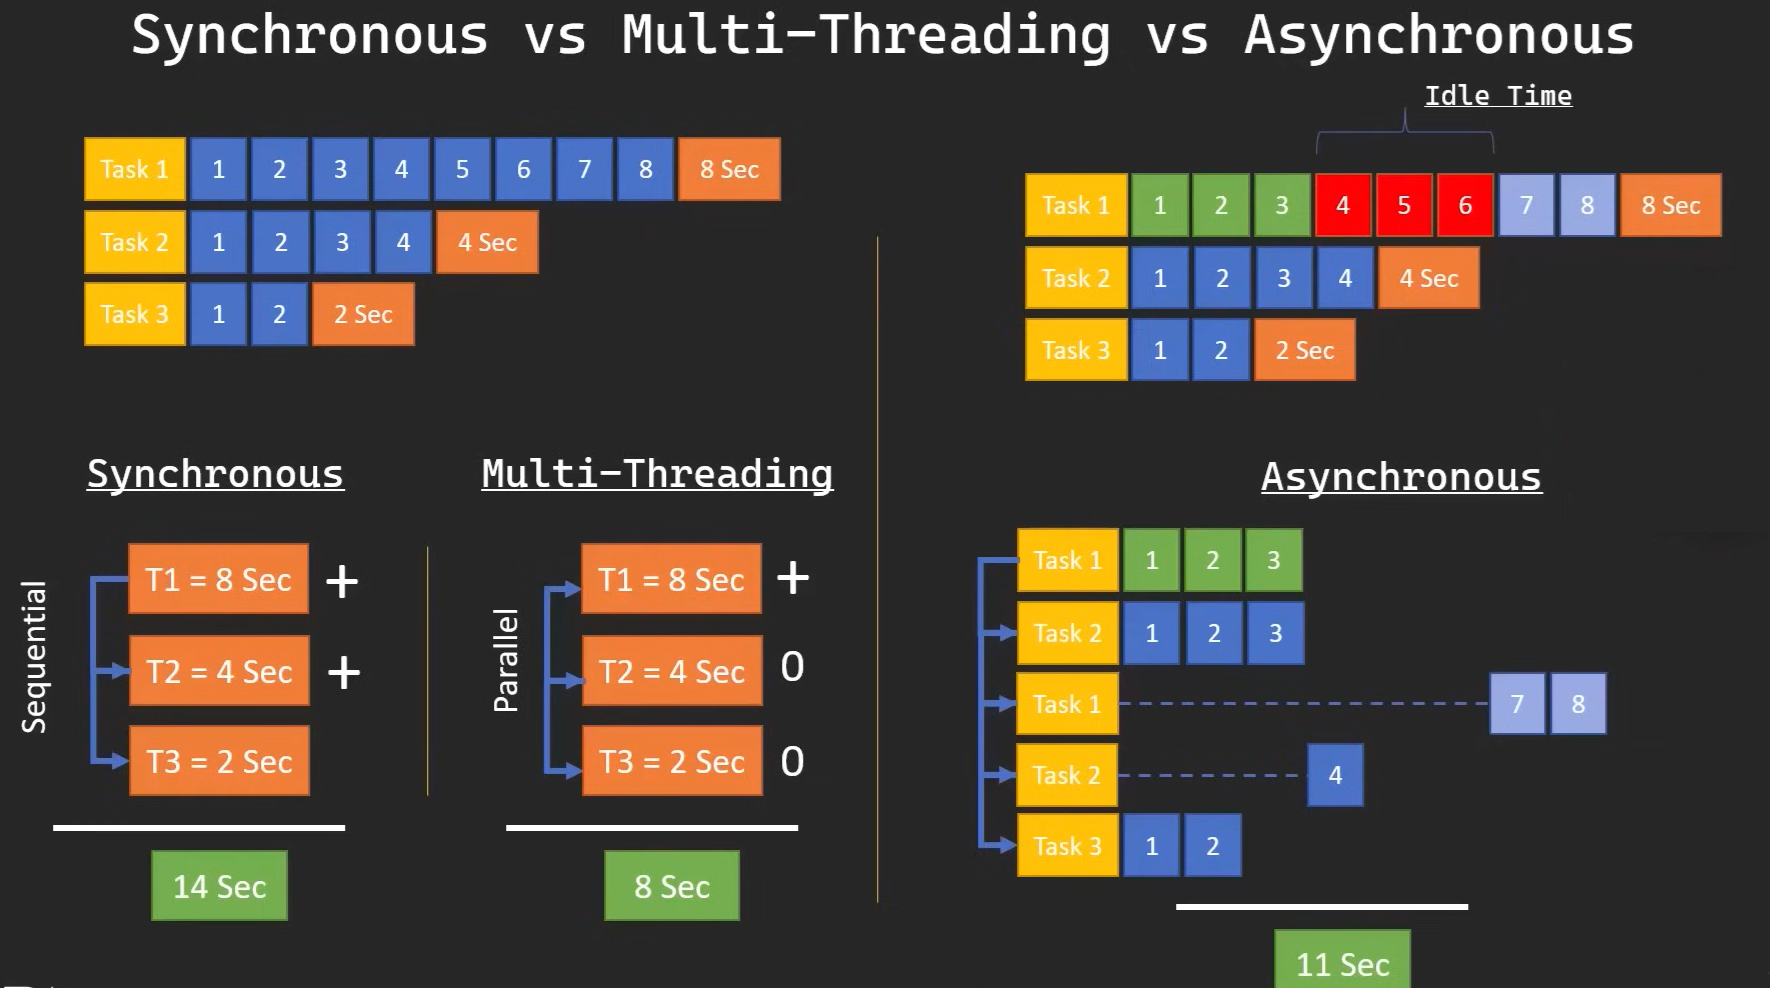 Synchronous vs Multi-Threading vs Asynchronous
Task 1 1 2 3 4 5 6 7 8 8 Sec
Task 2 1 2 3 4 4 Sec
Task 3 1 2 2 Sec
Idle Time
Task 1 1 2 3 4 5 6 7 8 8 Sec
Task 2 1 2 3 4 4 Sec
Task 3 1 2 2 Sec
Synchronous
Sequential
T1 = 8 Sec +
T2 = 4 Sec +
T3 = 2 Sec
14 Sec
Multi-Threading
Parallel
T1 = 8 Sec +
T2 = 4 Sec 0
T3 = 2 Sec 0
8 Sec
Asynchronous
Task 1 1 2 3
Task 2 1 2 3
Task 1 7 8
Task 2 4
Task 3 1 2
11 Sec